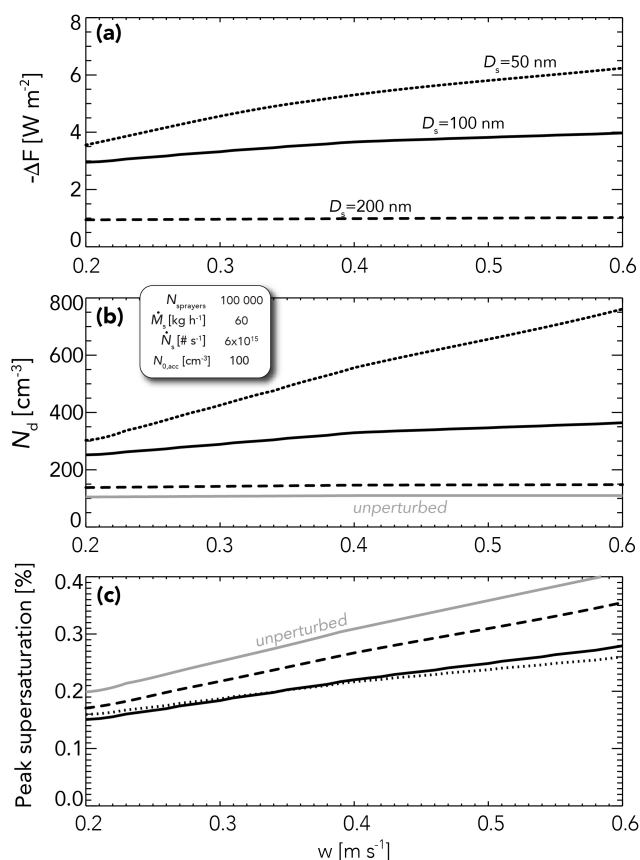 (a)
-ΔF [W m⁻²]
8
6
4
2
0
D_s=50 nm
D_s=100 nm
D_s=200 nm
0.2 0.3 0.4 0.5 0.6
(b)
N_d [cm⁻³]
800
600
400
200
0
N_sprayers 100 000
Ṁ_s [kg h⁻¹] 60
Ṅ_s [# s⁻¹] 6x10¹⁵
N_0,acc [cm⁻³] 100
unperturbed
0.2 0.3 0.4 0.5 0.6
(c)
Peak supersaturation [%]
0.4
0.3
0.2
0.1
0.0
unperturbed
0.2 0.3 0.4 0.5 0.6
w [m s⁻¹]